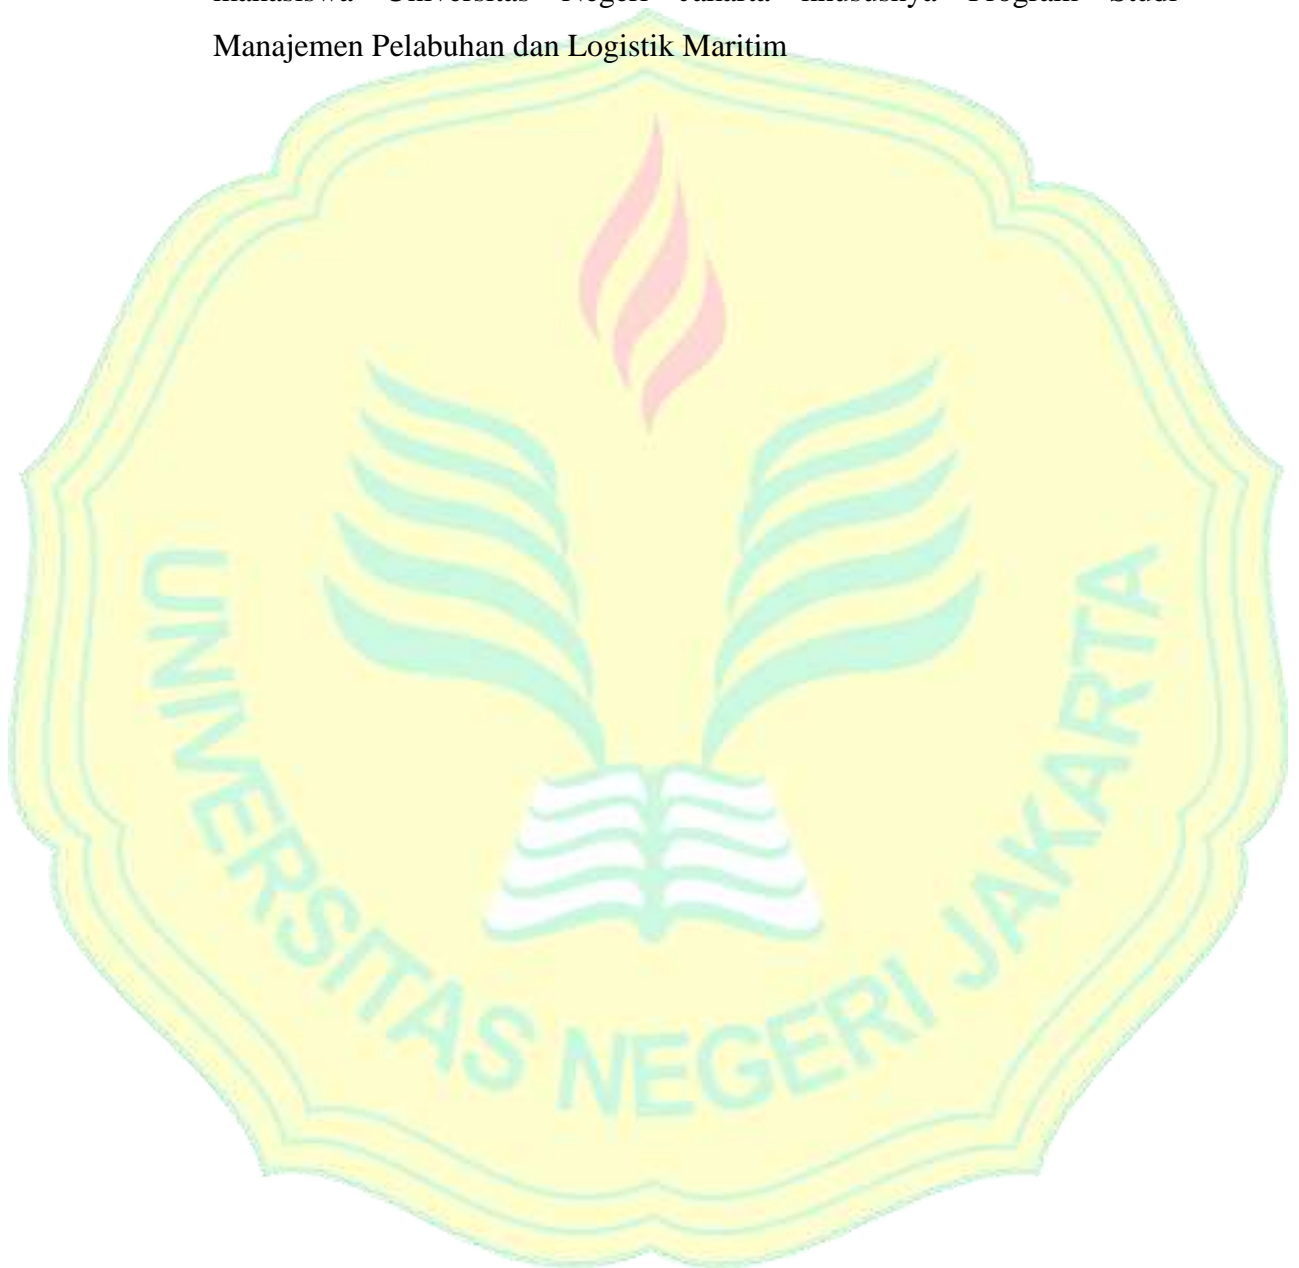 mahasiswa Universitas Negeri Jakarta khususnya Program Studi
Manajemen Pelabuhan dan Logistik Maritim
UNIVERSITAS NEGERI JAKARTA